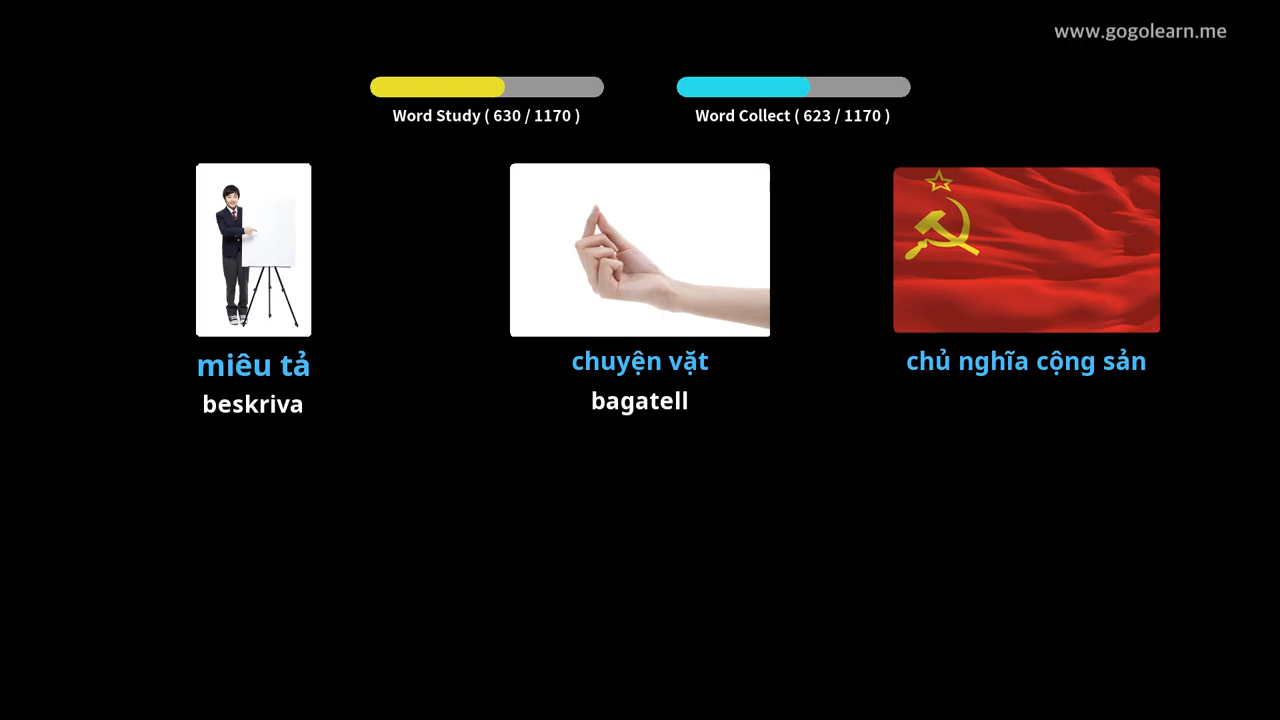 www.gogolearn.me
Word Study ( 630 / 1170 )
Word Collect ( 623 / 1170 )
miêu tả
beskriva
chuyện vặt
bagatell
chủ nghĩa cộng sản